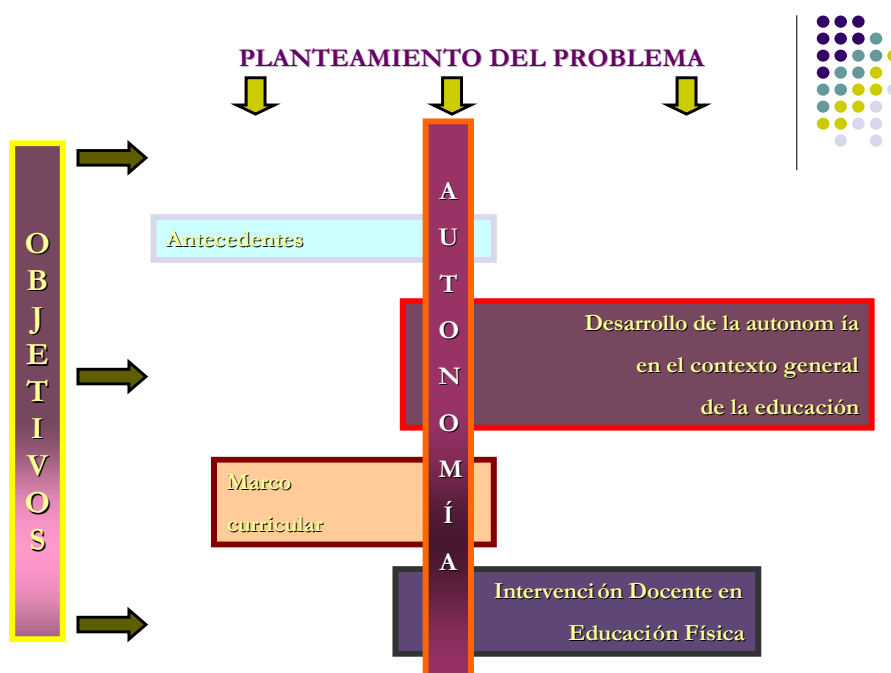 PLANTEAMIENTO DEL PROBLEMA
OBJETIVOS
AUTONOMÍA
Antecedentes
Desarrollo de la autonom ía
en el contexto general
de la educación
Marco
curricular
Intervención Docente en
Educación Física